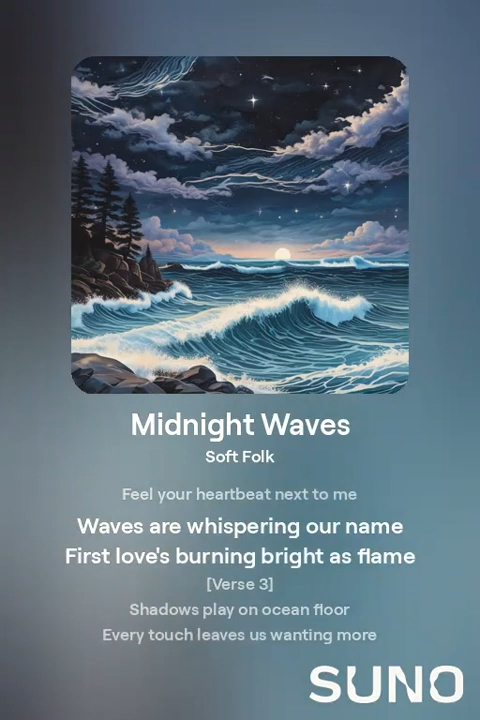 Midnight Waves
Soft Folk
Feel your heartbeat next to me
Waves are whispering our name
First love's burning bright as flame
[Verse 3]
Shadows play on ocean floor
Every touch leaves us wanting more
SUNO